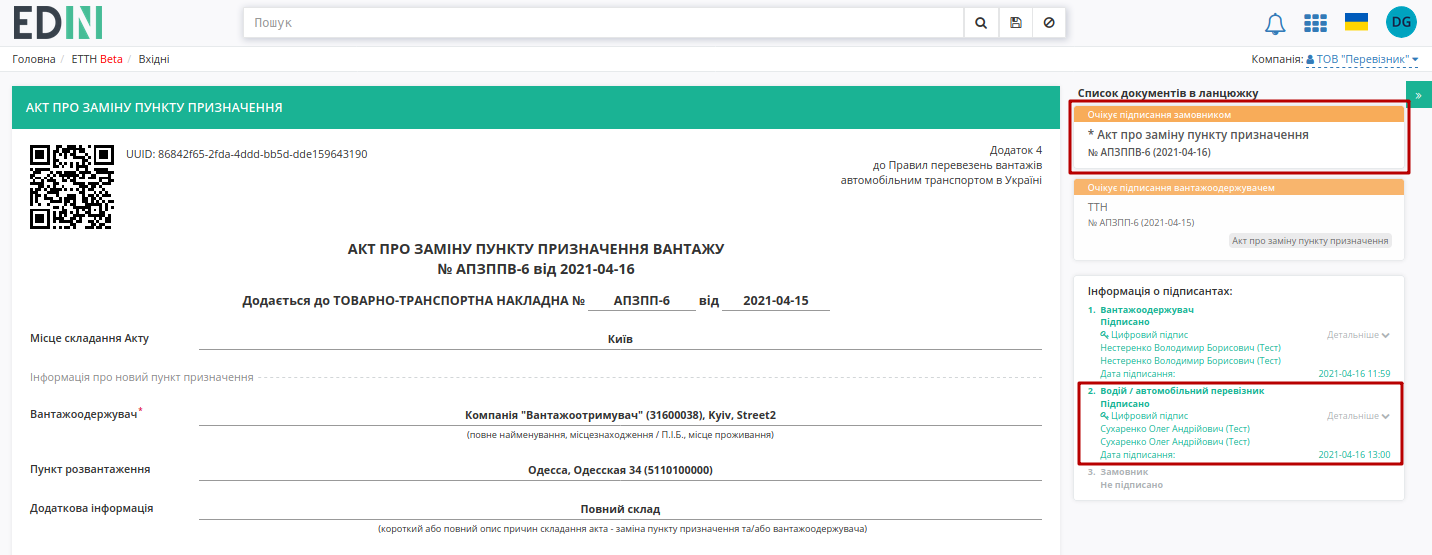 EDIN
Пошук
DG
Головна / ЕТТН Beta / Вхідні
Компанія: ТОВ "Перевізник"
АКТ ПРО ЗАМІНУ ПУНКТУ ПРИЗНАЧЕННЯ
UUID: 86842f65-2fda-4ddd-bb5d-dde159643190
Додаток 4
до Правил перевезень вантажів
автомобільним транспортом в Україні
АКТ ПРО ЗАМІНУ ПУНКТУ ПРИЗНАЧЕННЯ ВАНТАЖУ
№ АПЗППВ-6 від 2021-04-16
Додається до ТОВАРНО-ТРАНСПОРТНА НАКЛАДНА № АПЗПП-6 від 2021-04-15
Місце складання Акту Київ
Інформація про новий пункт призначення
Вантажоодержувач* Компанія "Вантажоотримувач" (31600038), Kyiv, Street2
(повне найменування, місцезнаходження / П.І.Б., місце проживання)
Пункт розвантаження Одесса, Одесская 34 (5110100000)
Додаткова інформація Повний склад
(короткий або повний опис причин складання акта - заміна пункту призначення та/або вантажоодержувача)
Список документів в ланцюжку
»
Очікує підписання замовником
* Акт про заміну пункту призначення
№ АПЗППВ-6 (2021-04-16)
Очікує підписання вантажоодержувачем
ТТН
№ АПЗПП-6 (2021-04-15)
Акт про заміну пункту призначення
Інформація о підписантах:
1. Вантажоодержувач
Підписано
Цифровий підпис Детальніше
Нестеренко Володимир Борисович (Тест)
Нестеренко Володимир Борисович (Тест)
Дата підписання: 2021-04-16 11:59
2. Водій / автомобільний перевізник
Підписано
Цифровий підпис Детальніше
Сухаренко Олег Андрійович (Тест)
Сухаренко Олег Андрійович (Тест)
Дата підписання: 2021-04-16 13:00
3. Замовник
Не підписано